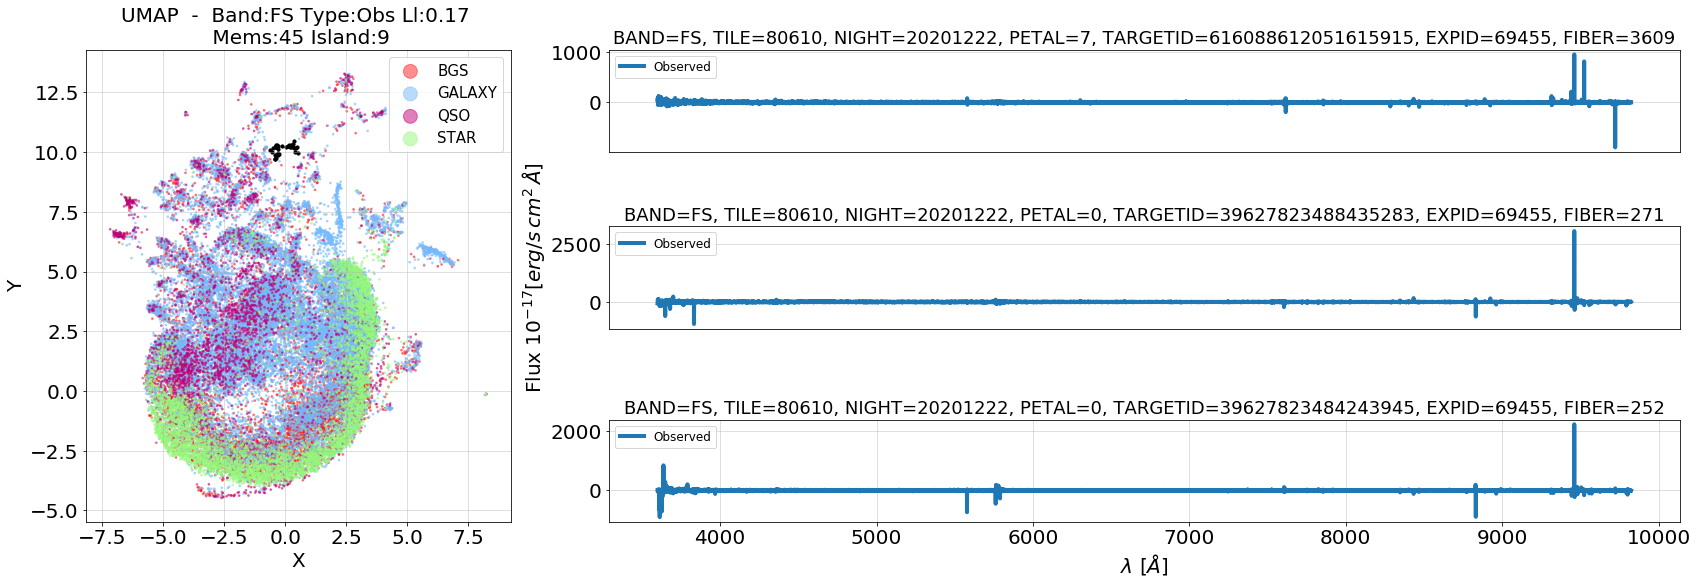 UMAP - Band:FS Type:Obs Ll:0.17
Mems:45 Island:9
BGS
GALAXY
QSO
STAR
12.5
10.0
7.5
5.0
2.5
0.0
−2.5
−5.0
Y
−7.5 −5.0 −2.5 0.0 2.5 5.0 7.5
X
Flux 10^{-17}[erg/s cm^{2} Å]
BAND=FS, TILE=80610, NIGHT=20201222, PETAL=7, TARGETID=616088612051615915, EXPID=69455, FIBER=3609
Observed
1000
0
BAND=FS, TILE=80610, NIGHT=20201222, PETAL=0, TARGETID=39627823488435283, EXPID=69455, FIBER=271
Observed
2500
0
BAND=FS, TILE=80610, NIGHT=20201222, PETAL=0, TARGETID=39627823484243945, EXPID=69455, FIBER=252
Observed
2000
0
4000 5000 6000 7000 8000 9000 10000
λ [Å]